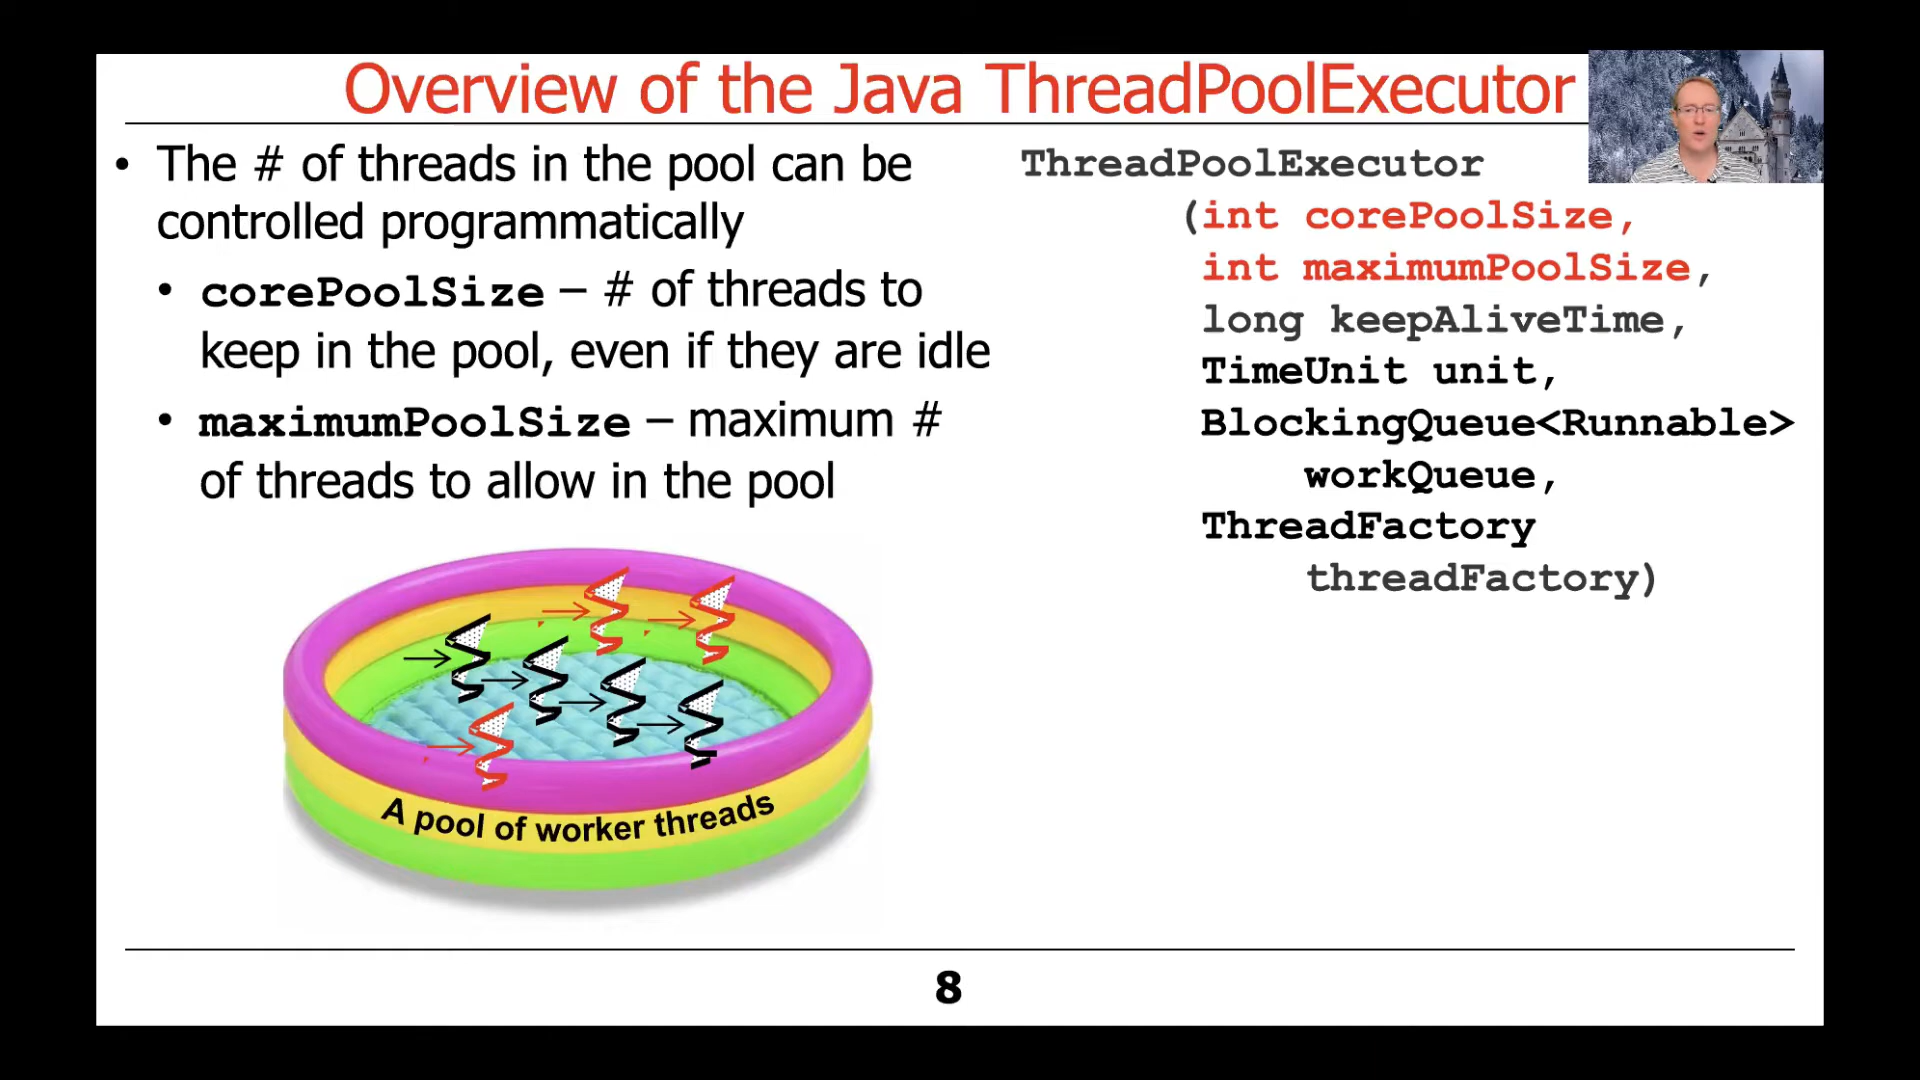 Overview of the Java ThreadPoolExecutor
• The # of threads in the pool can be
controlled programmatically
• corePoolSize – # of threads to
keep in the pool, even if they are idle
• maximumPoolSize – maximum #
of threads to allow in the pool
ThreadPoolExecutor
(int corePoolSize,
int maximumPoolSize,
long keepAliveTime,
TimeUnit unit,
BlockingQueue<Runnable>
workQueue,
ThreadFactory
threadFactory)
A pool of worker threads
8